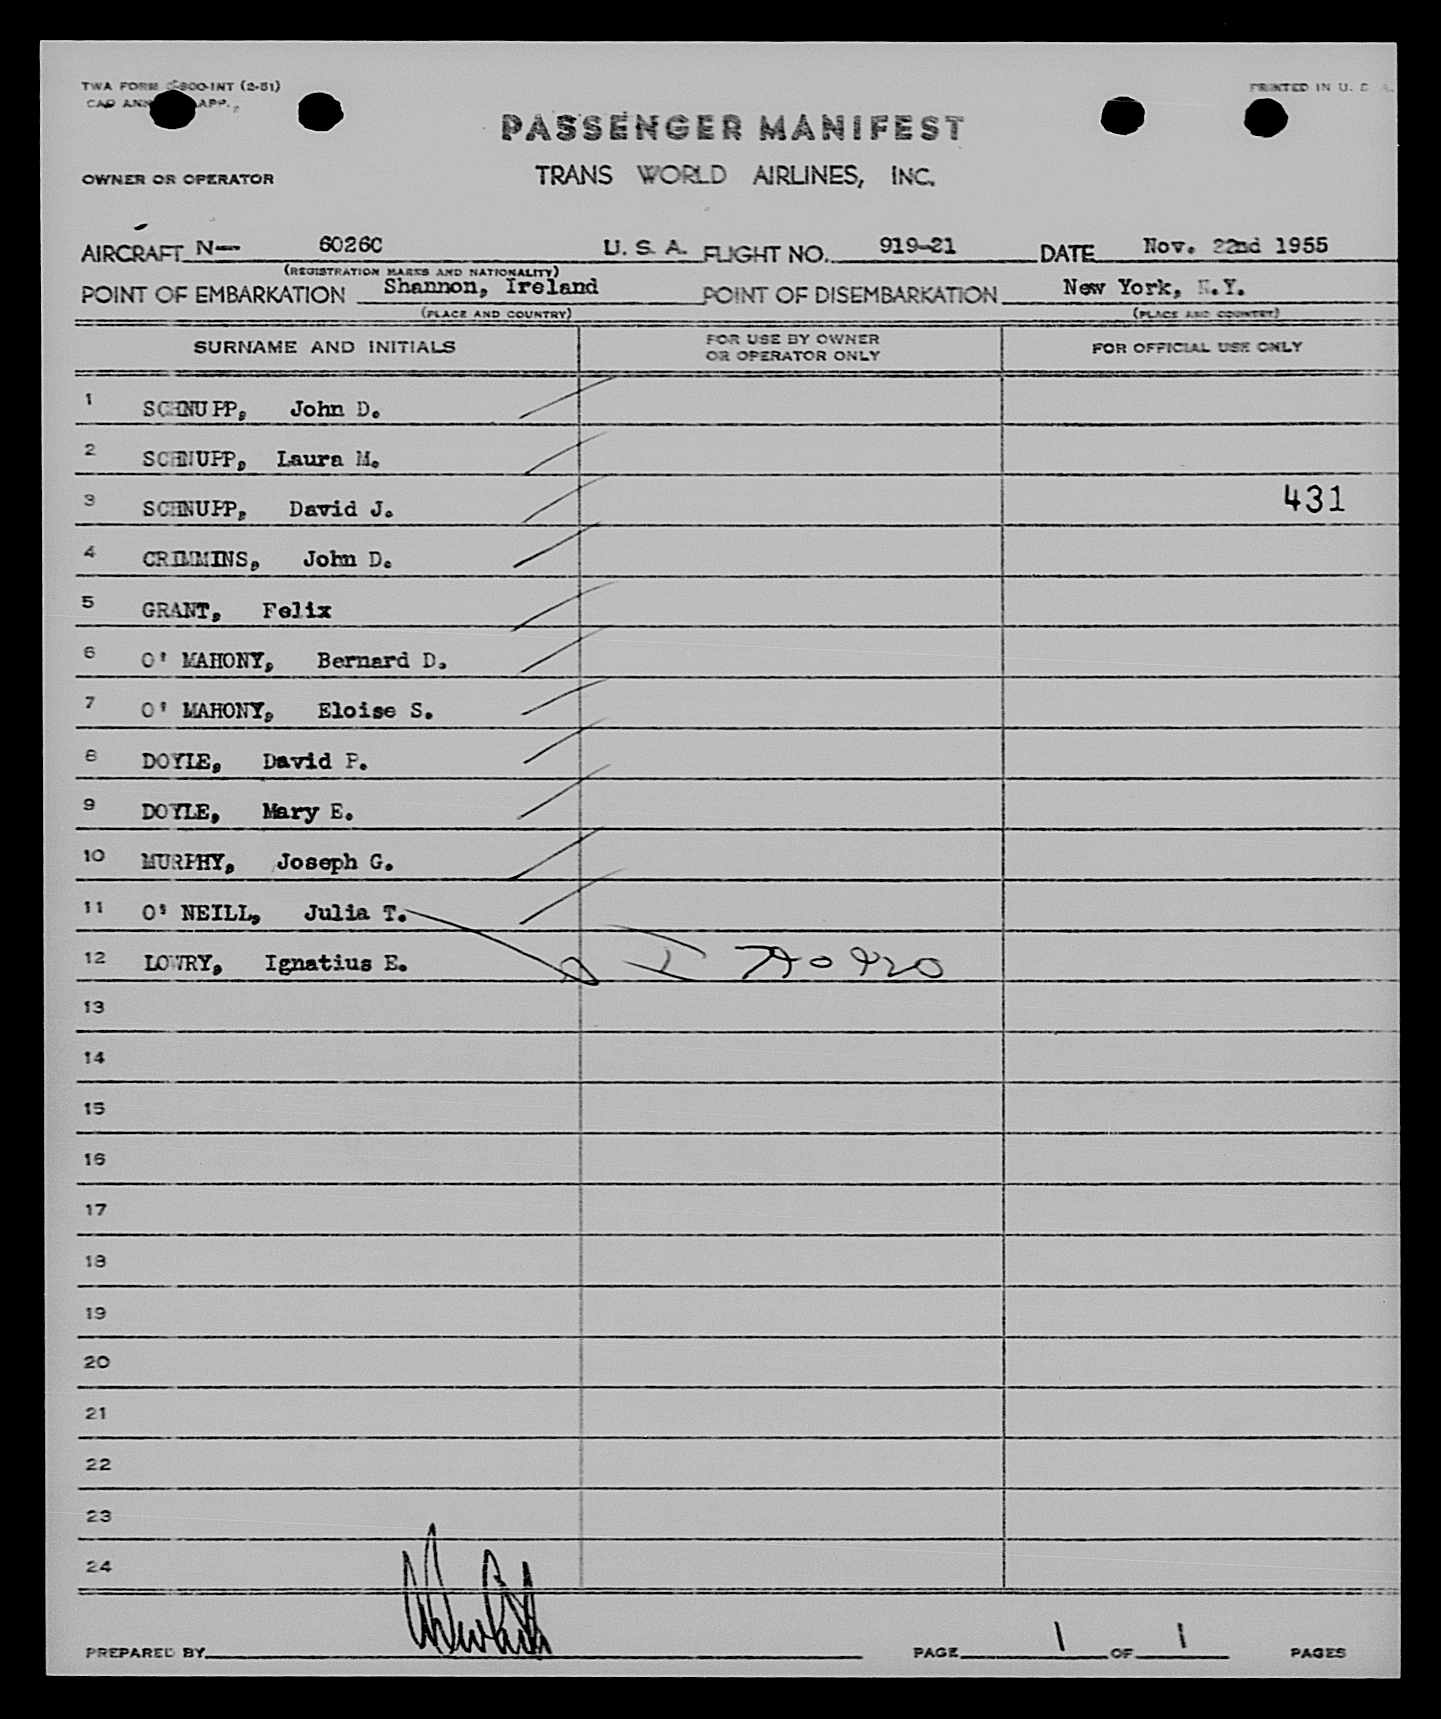 TWA FORM -800-INT (2-51)
PRINTED IN U. S. A.
CAD ANN APP.
PASSENGER MANIFEST
OWNER OR OPERATOR
TRANS WORLD AIRLINES, INC.
AIRCRAFT N— 6026C U. S. A. FLIGHT NO. 919-21 DATE Nov. 22nd 1955
(REGISTRATION MARKS AND NATIONALITY)
POINT OF EMBARKATION Shannon, Ireland POINT OF DISEMBARKATION New York, N.Y.
(PLACE AND COUNTRY) (PLACE AND COUNTRY)
SURNAME AND INITIALS FOR USE BY OWNER OR OPERATOR ONLY FOR OFFICIAL USE ONLY
1 SCHNUPP, John D.
2 SCHNUPP, Laura M.
3 SCHNUPP, David J. 431
4 CRIMMINS, John D.
5 GRANT, Felix
6 O' MAHONY, Bernard D.
7 O' MAHONY, Eloise S.
8 DOYLE, David P.
9 DOYLE, Mary E.
10 MURPHY, Joseph G.
11 O' NEILL, Julia T.
12 LOWRY, Ignatius E.
13
14
15
16
17
18
19
20
21
22
23
24
PREPARED BY PAGE 1 OF 1 PAGES